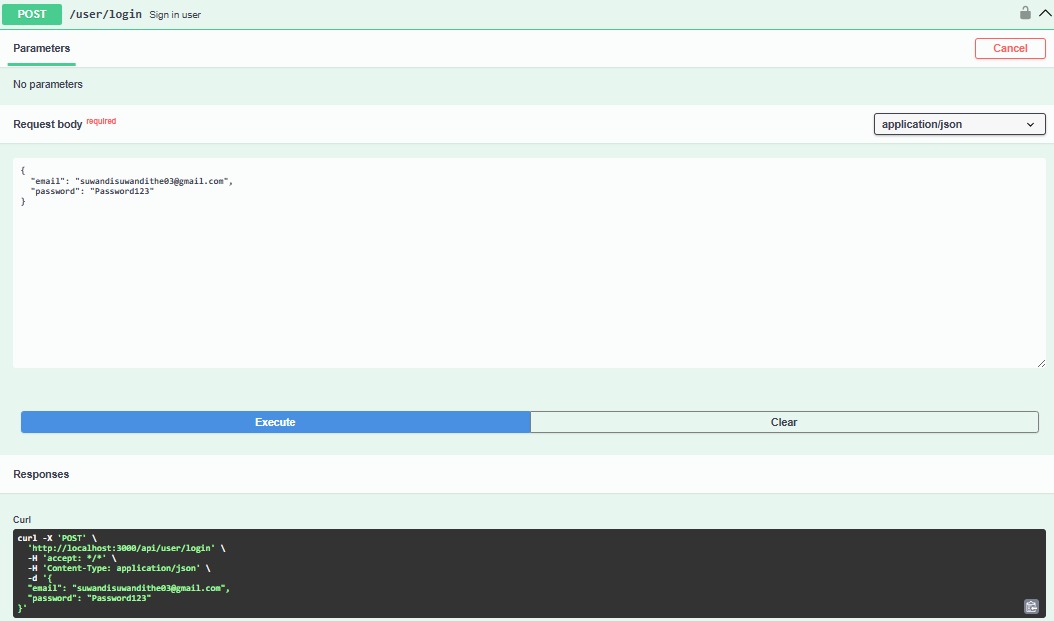 POST /user/login Sign in user
Parameters
Cancel
No parameters
Request body required
application/json
{
  "email": "suwandisuwandithe03@gmail.com",
  "password": "Password123"
}
Execute
Clear
Responses
Curl
curl -X 'POST' \
  'http://localhost:3000/api/user/login' \
  -H 'accept: */*' \
  -H 'Content-Type: application/json' \
  -d '{
  "email": "suwandisuwandithe03@gmail.com",
  "password": "Password123"
}'